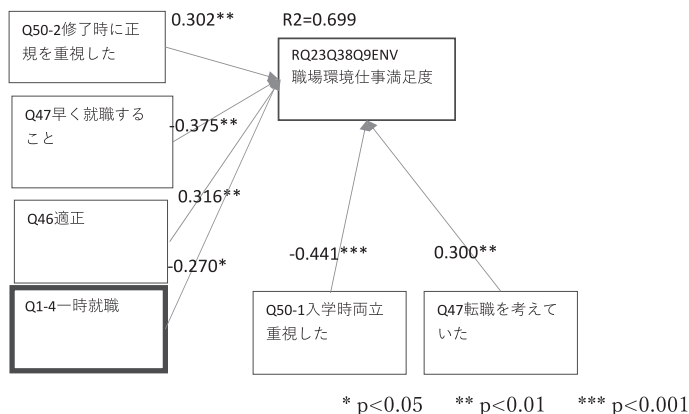 0.302**
R2=0.699
Q50-2修了時に正
規を重視した
RQ23Q38Q9ENV
職場環境仕事満足度
Q47早く就職する
こと
-0.375**
Q46適正
0.316**
-0.270*
Q1-4一時就職
-0.441***
0.300**
Q50-1入学時両立
重視した
Q47転職を考えて
いた
* p<0.05 ** p<0.01 *** p<0.001